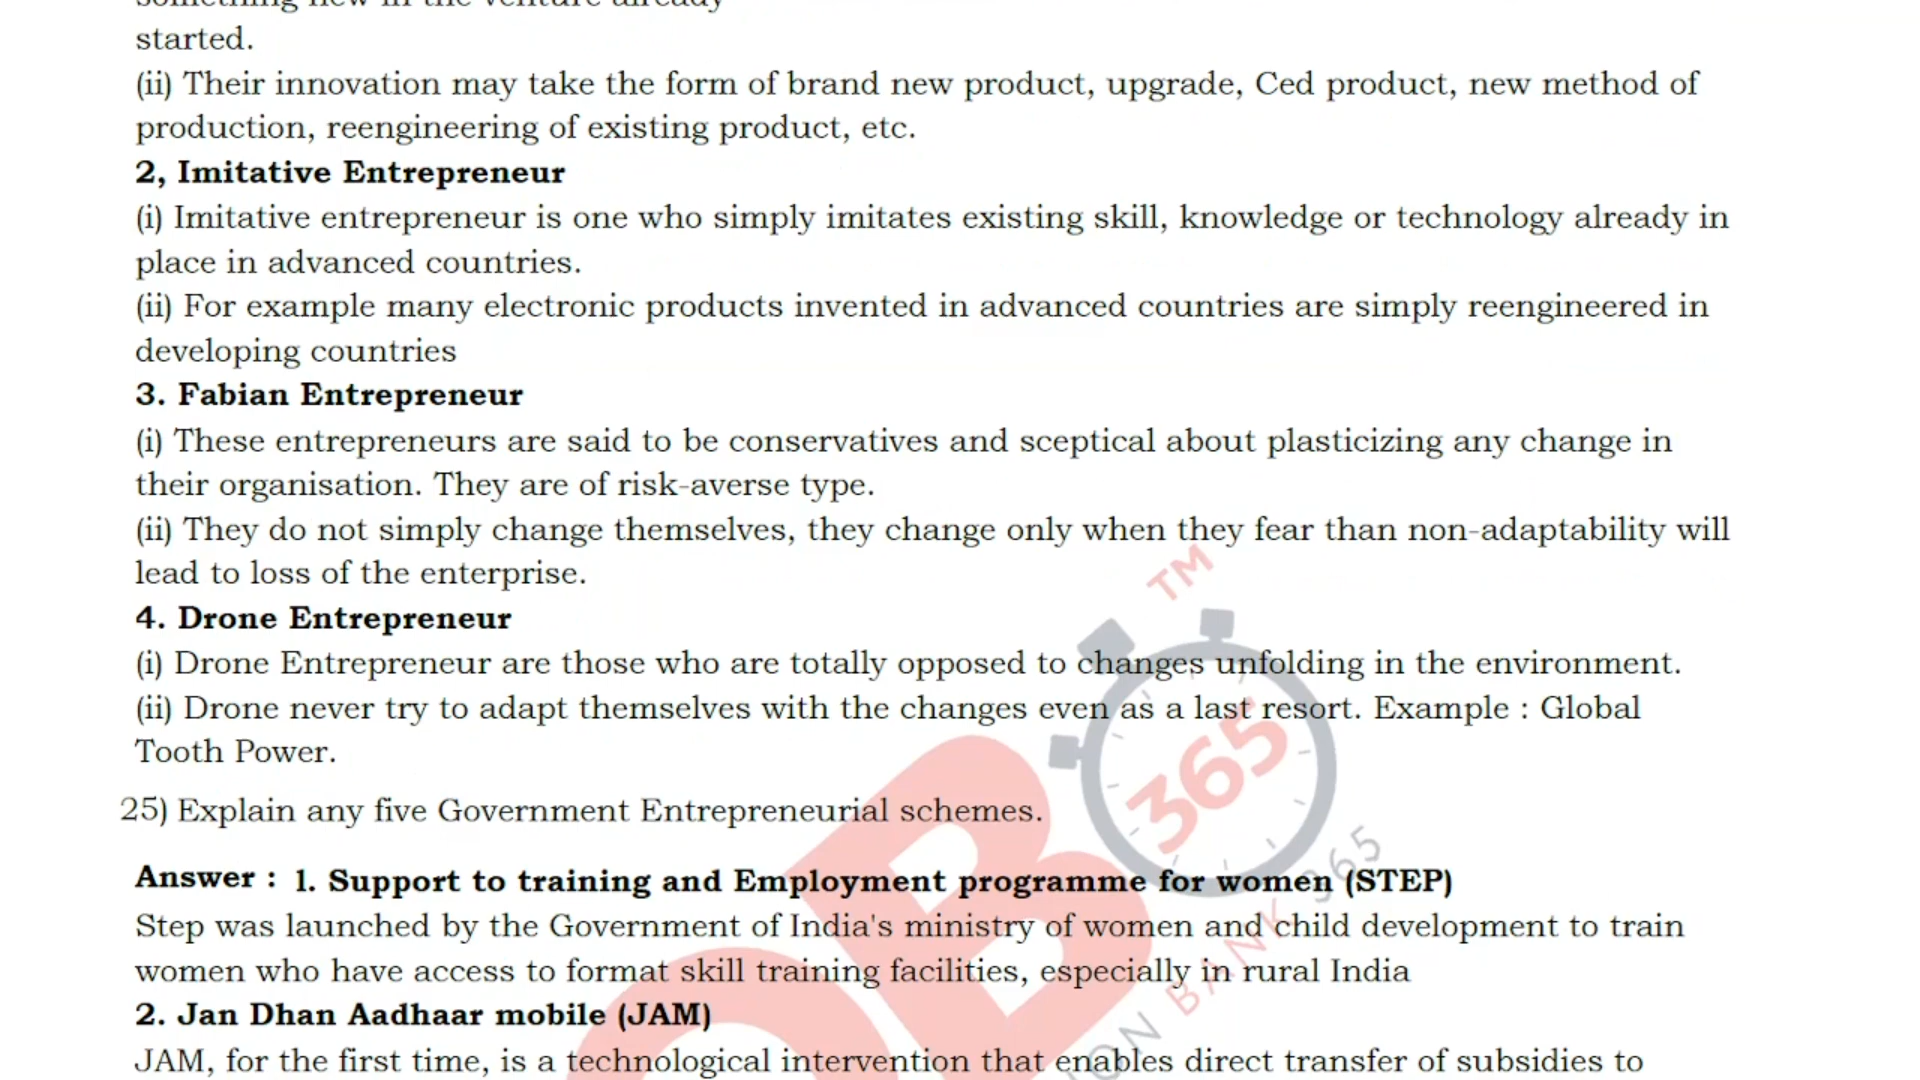 something new in the venture already
started.
(ii) Their innovation may take the form of brand new product, upgrade, Ced product, new method of
production, reengineering of existing product, etc.
2, Imitative Entrepreneur
(i) Imitative entrepreneur is one who simply imitates existing skill, knowledge or technology already in
place in advanced countries.
(ii) For example many electronic products invented in advanced countries are simply reengineered in
developing countries
3. Fabian Entrepreneur
(i) These entrepreneurs are said to be conservatives and sceptical about plasticizing any change in
their organisation. They are of risk-averse type.
(ii) They do not simply change themselves, they change only when they fear than non-adaptability will
lead to loss of the enterprise.
4. Drone Entrepreneur
(i) Drone Entrepreneur are those who are totally opposed to changes unfolding in the environment.
(ii) Drone never try to adapt themselves with the changes even as a last resort. Example : Global
Tooth Power.
25) Explain any five Government Entrepreneurial schemes.
Answer : 1. Support to training and Employment programme for women (STEP)
Step was launched by the Government of India's ministry of women and child development to train
women who have access to format skill training facilities, especially in rural India
2. Jan Dhan Aadhaar mobile (JAM)
JAM, for the first time, is a technological intervention that enables direct transfer of subsidies to
TM
365
BANK 365